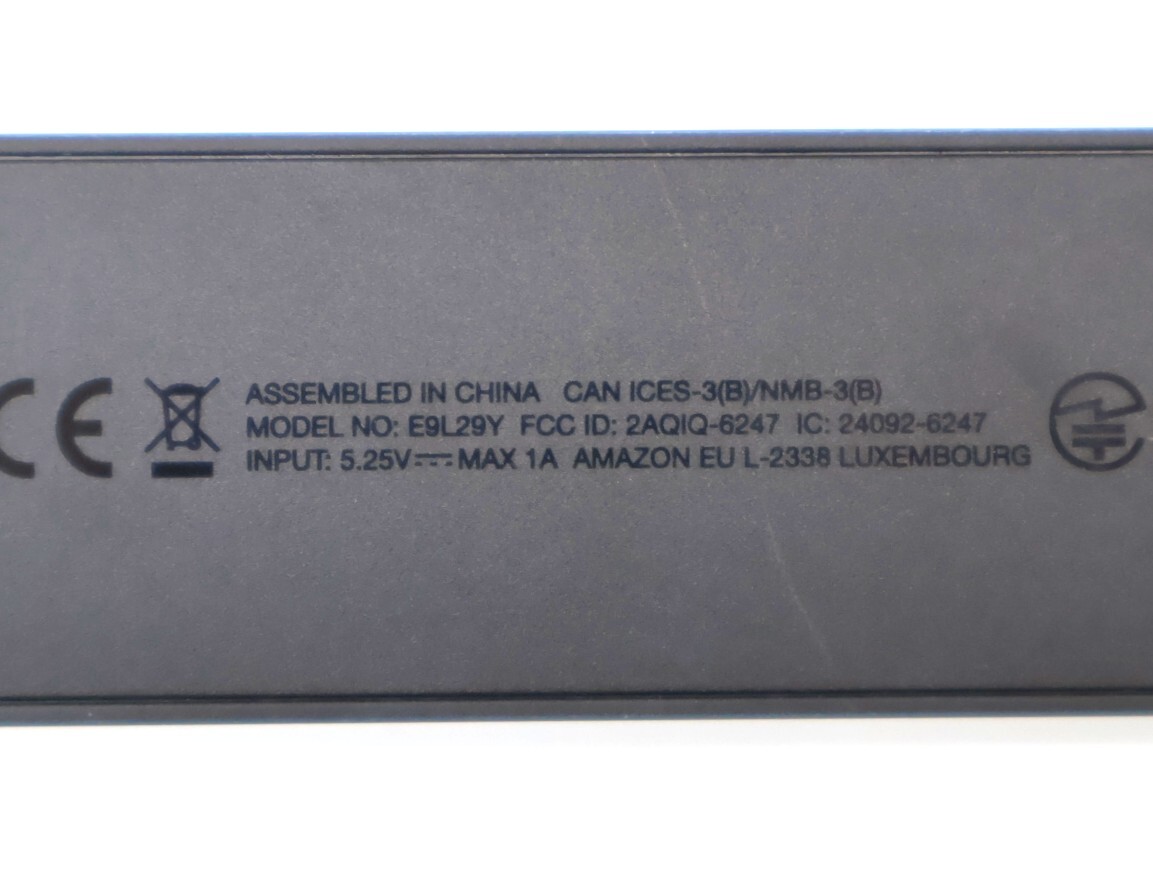 CE
ASSEMBLED IN CHINA CAN ICES-3(B)/NMB-3(B)
MODEL NO: E9L29Y FCC ID: 2AQIQ-6247 IC: 24092-6247
INPUT: 5.25V⎓MAX 1A AMAZON EU L-2338 LUXEMBOURG